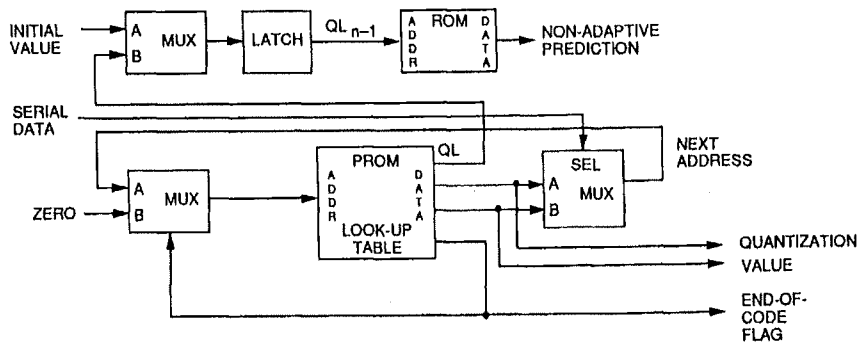 INITIAL VALUE
A
B
MUX
LATCH
QL n−1
ADDR
ROM
DATA
NON-ADAPTIVE PREDICTION
SERIAL DATA
QL
NEXT ADDRESS
A
B
MUX
ZERO
PROM
ADDR
DATA
LOOK-UP TABLE
SEL
A
B
MUX
QUANTIZATION
VALUE
END-OF-CODE FLAG